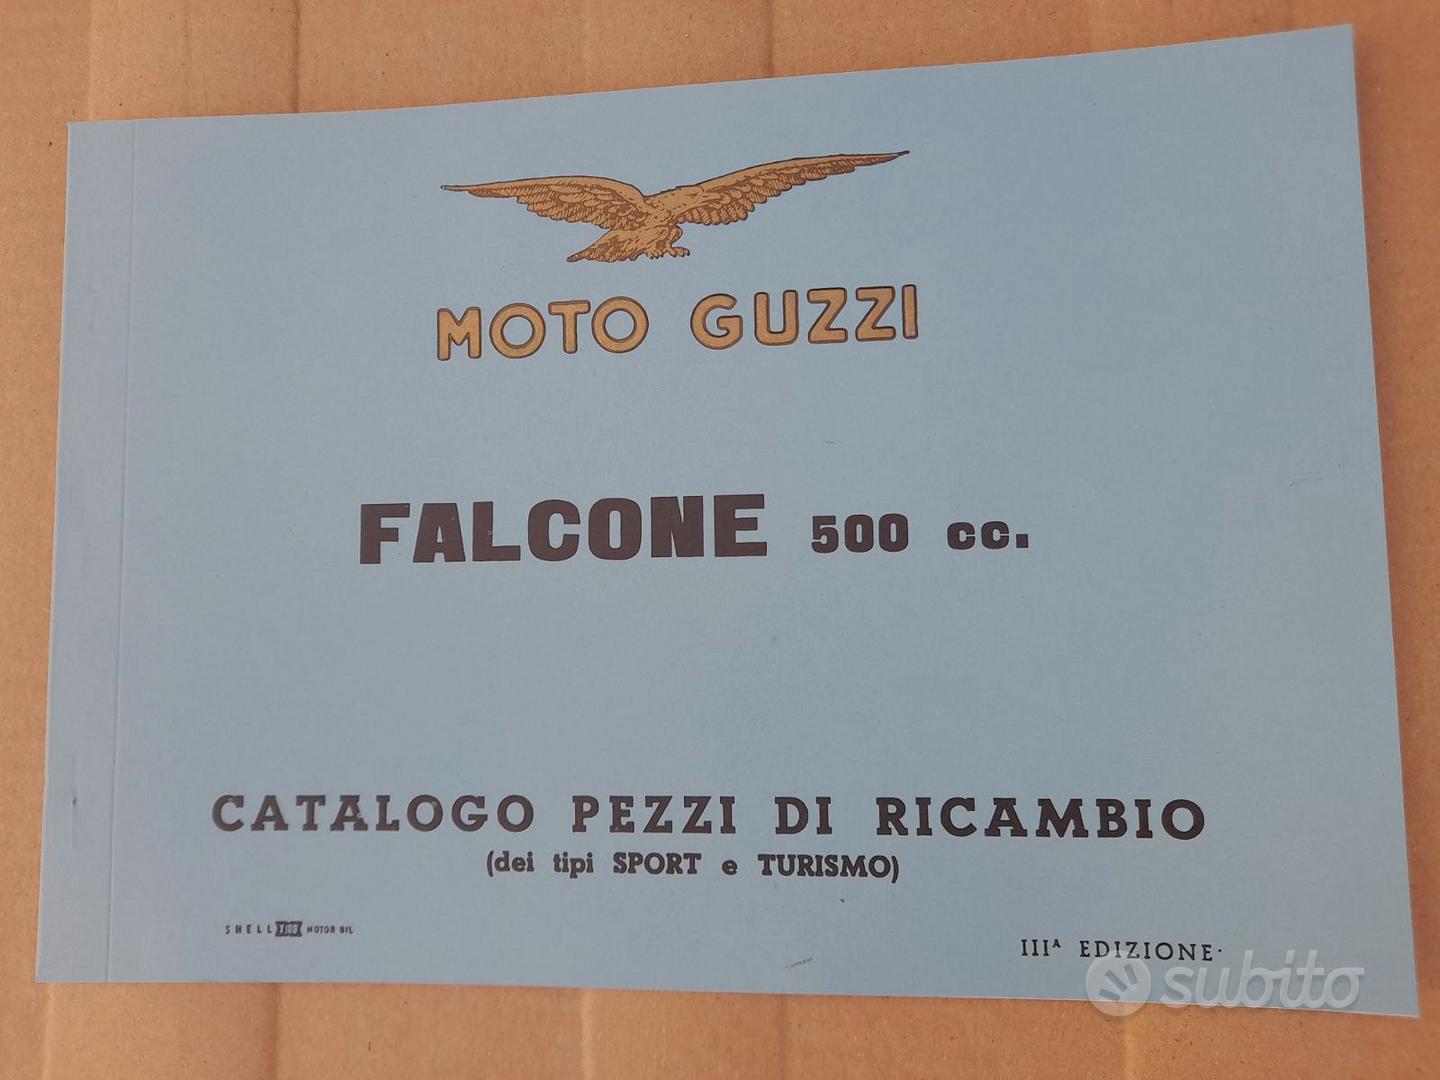 MOTO GUZZI
FALCONE 500 cc.
CATALOGO PEZZI DI RICAMBIO
(dei tipi SPORT e TURISMO)
SHELL X100 MOTOR OIL
IIIᴬ EDIZIONE
subito